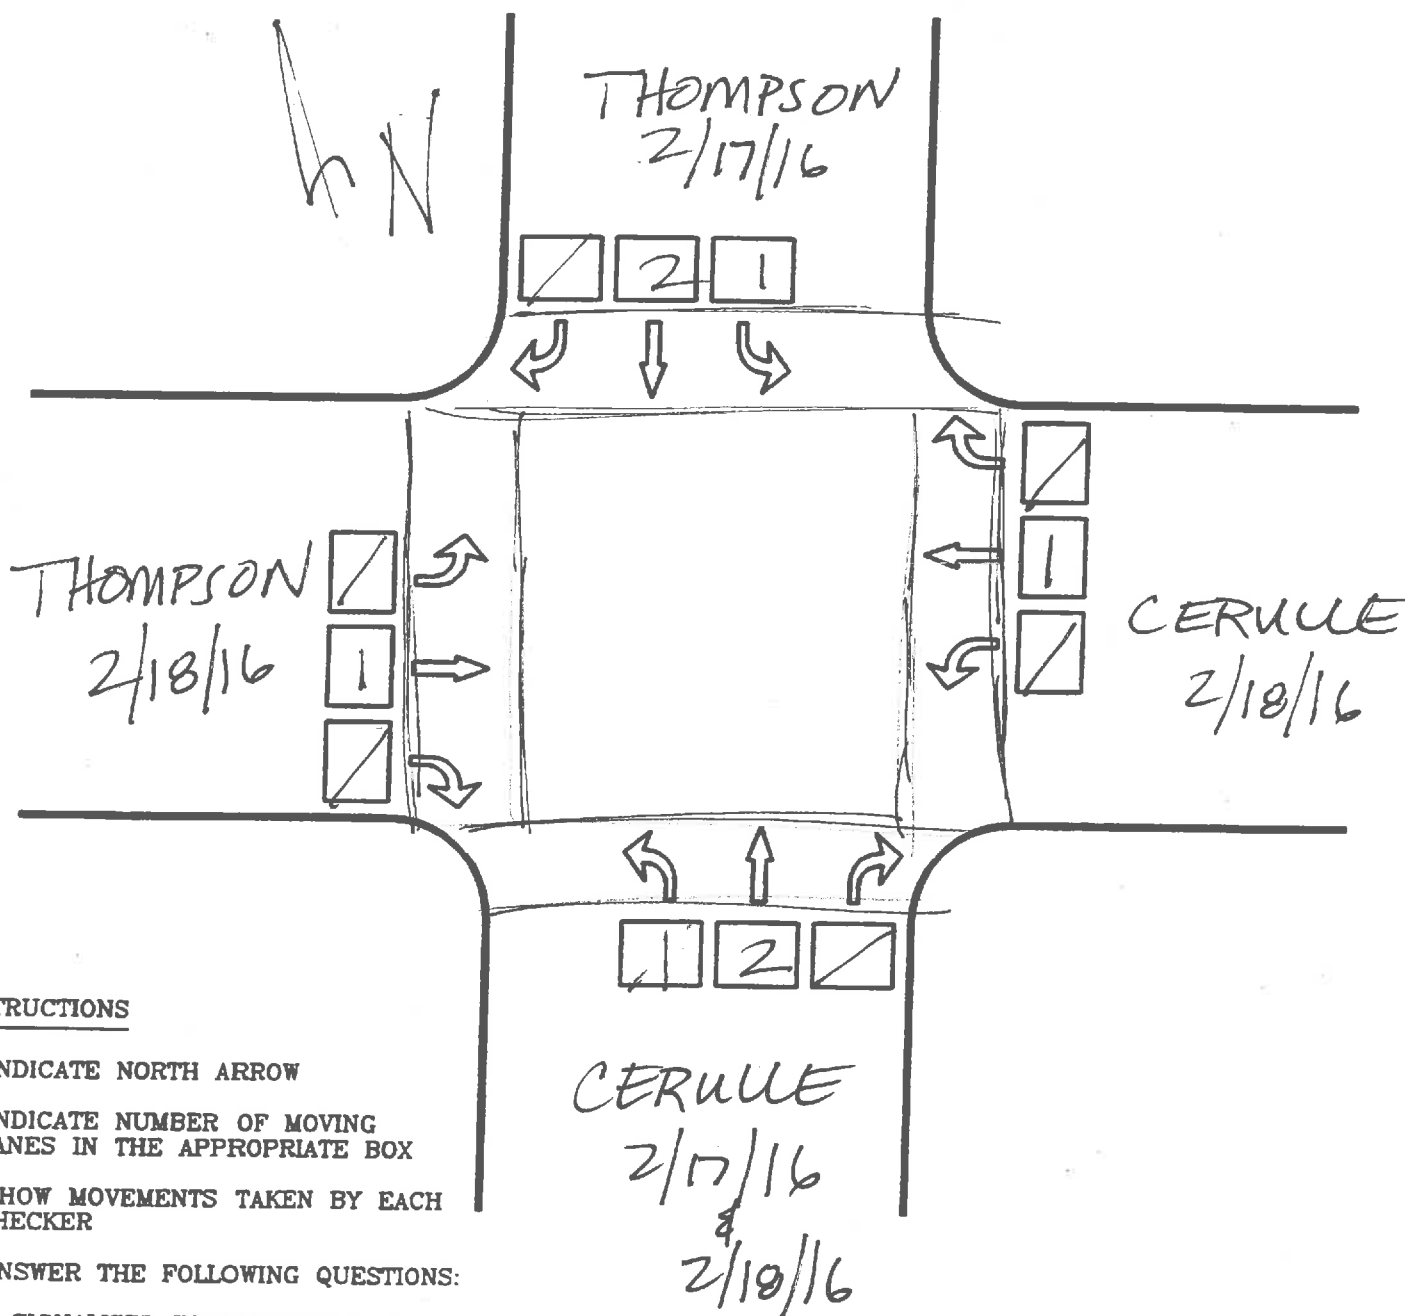 N
THOMPSON
2/17/16
/ 2 1
/
1
/
THOMPSON
2/18/16
/
1
/
CERULLE
2/18/16
1 2 /
CERULLE
2/17/16
&
2/18/16
TRUCTIONS
NDICATE NORTH ARROW
NDICATE NUMBER OF MOVING
ANES IN THE APPROPRIATE BOX
HOW MOVEMENTS TAKEN BY EACH
HECKER
NSWER THE FOLLOWING QUESTIONS: